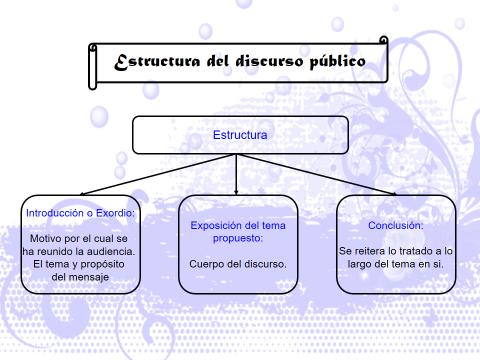 Estructura del discurso público
Estructura
Introducción o Exordio:
Motivo por el cual se
ha reunido la audiencia.
El tema y propósito
del mensaje
Exposición del tema
propuesto:
Cuerpo del discurso.
Conclusión:
Se reitera lo tratado a lo
largo del tema en si.